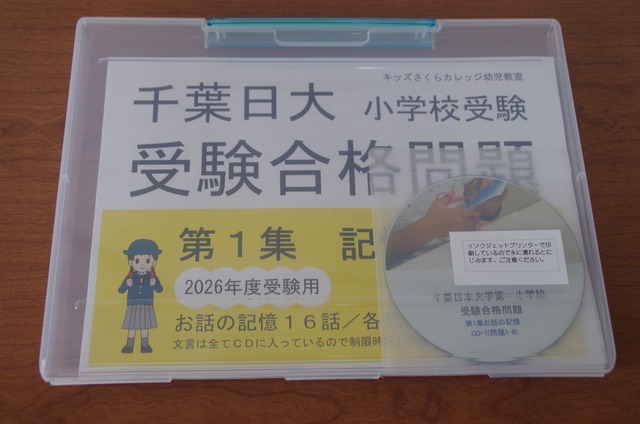 キッズさくらカレッジ幼児教室
千葉日大 小学校受験
受験合格問題
第1集 記
2026年度受験用
お話の記憶16話／各
文言は全てCDに入っているので制限時
インクジェットプリンターで印
刷しているので水に濡れるとに
じみます。ご注意ください。
千葉日本大学第一小学校
受験合格問題
第1集お話の記憶
CD-1(問題1-8)